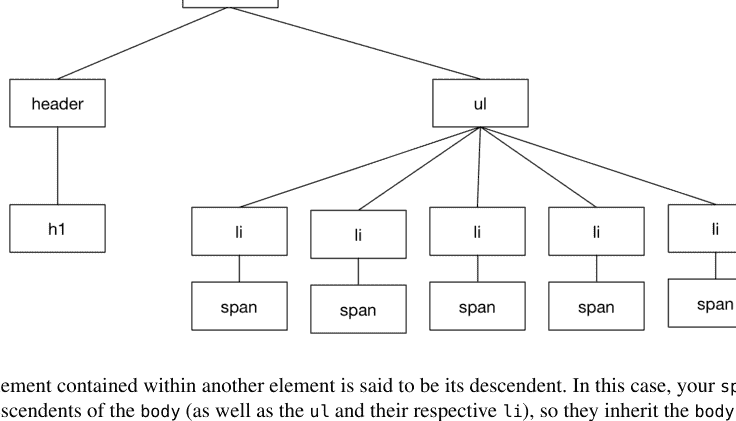 header
ul
h1
li
li
li
li
li
span
span
span
span
span
ement contained within another element is said to be its descendent. In this case, your sp
scendents of the body (as well as the ul and their respective li), so they inherit the body